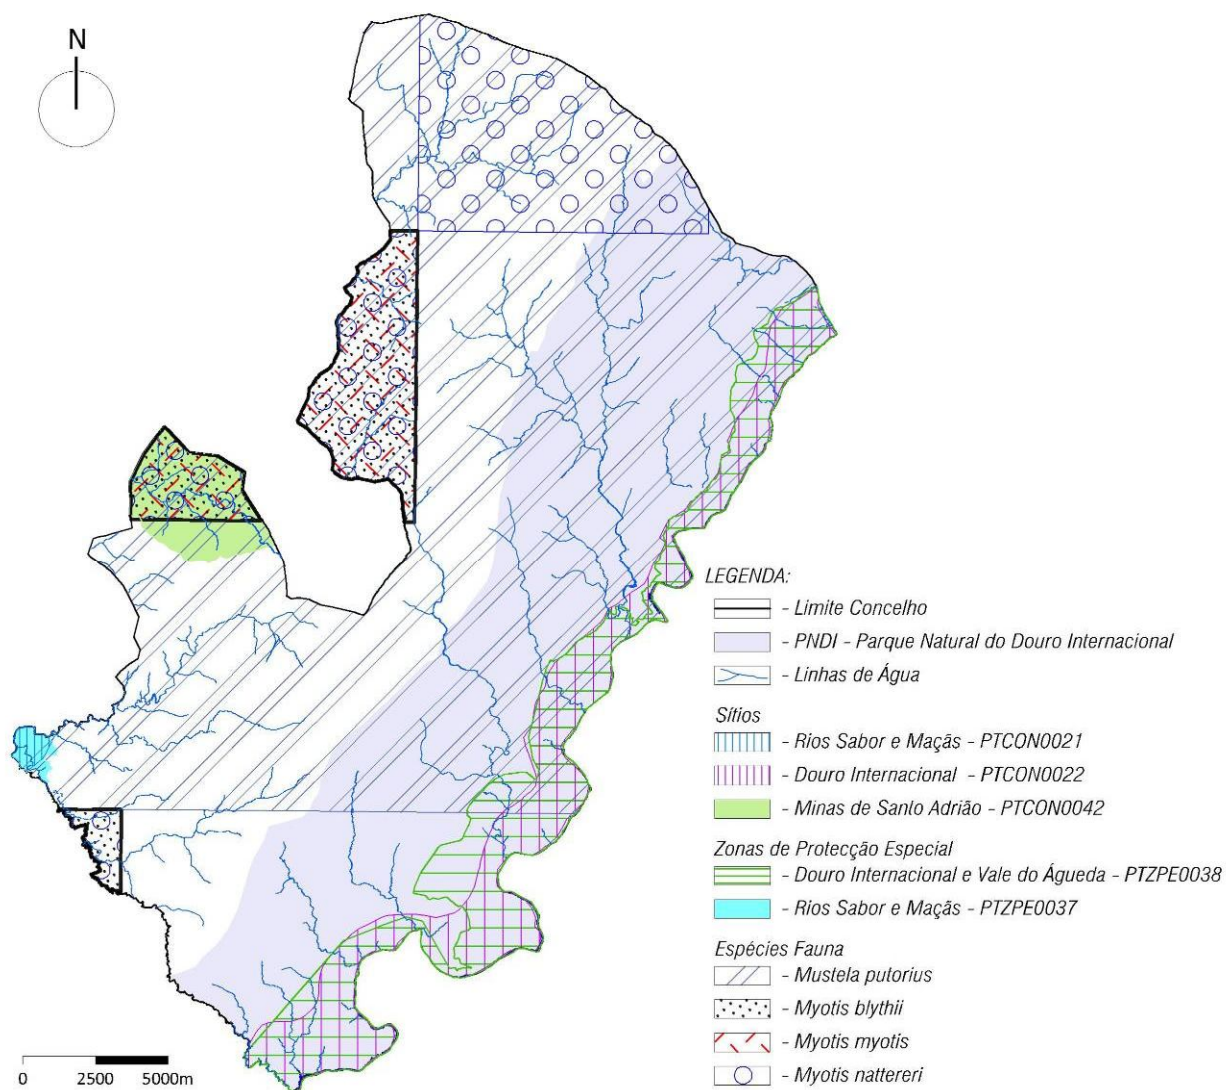 N
LEGENDA:
- Limite Concelho
- PNDI - Parque Natural do Douro Internacional
- Linhas de Água
Sítios
- Rios Sabor e Maçãs - PTCON0021
- Douro Internacional - PTCON0022
- Minas de Santo Adrião - PTCON0042
Zonas de Protecção Especial
- Douro Internacional e Vale do Águeda - PTZPE0038
- Rios Sabor e Maçãs - PTZPE0037
Espécies Fauna
- Mustela putorius
- Myotis blythii
- Myotis myotis
- Myotis nattereri
0 2500 5000m